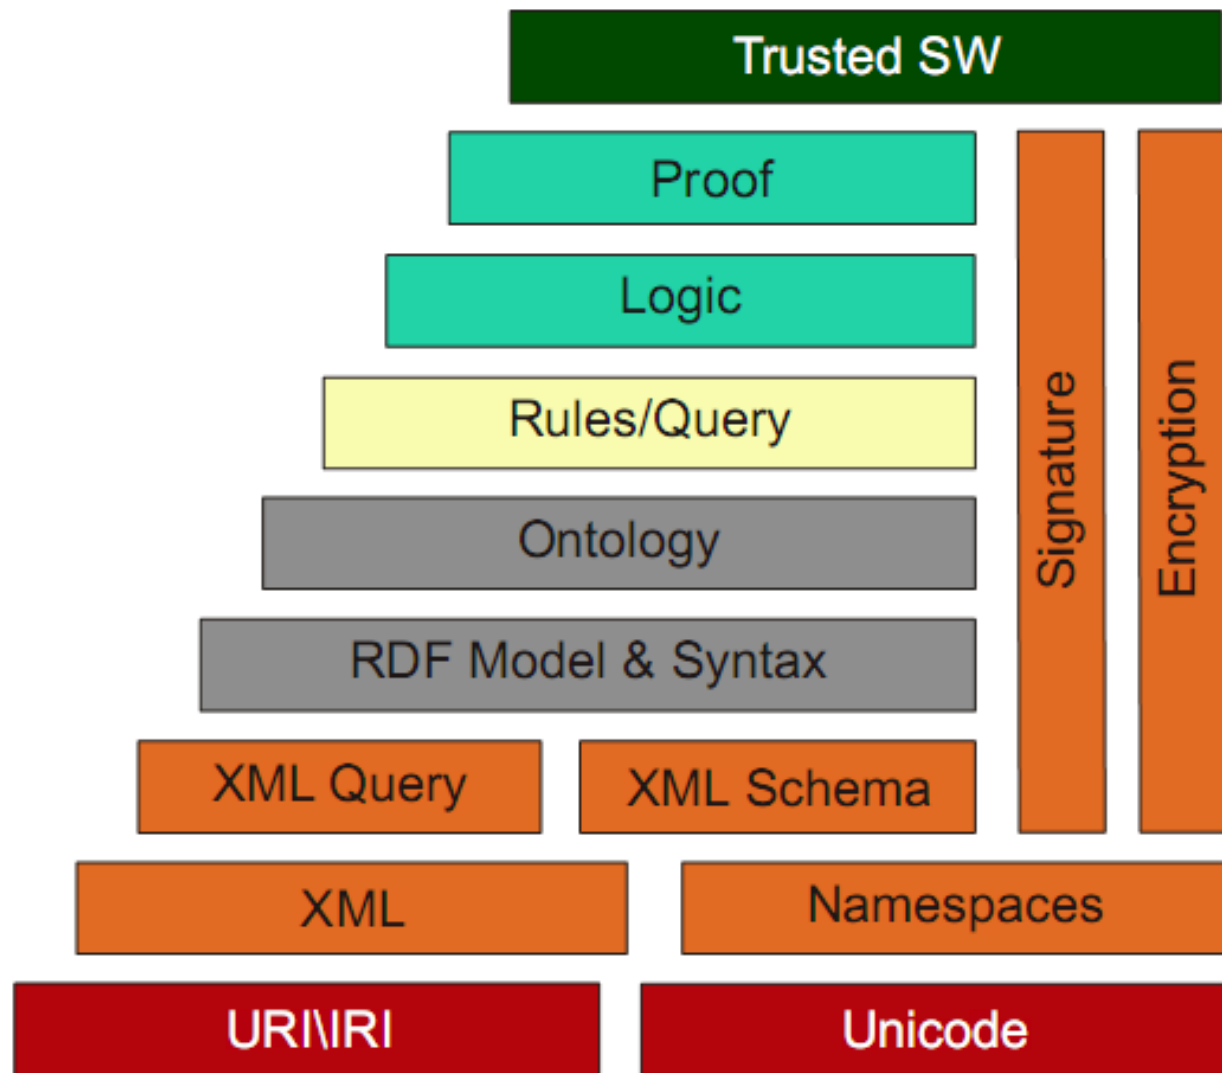 Trusted SW
Proof
Logic
Rules/Query
Ontology
RDF Model & Syntax
Signature
Encryption
XML Query
XML Schema
XML
Namespaces
URI\IRI
Unicode